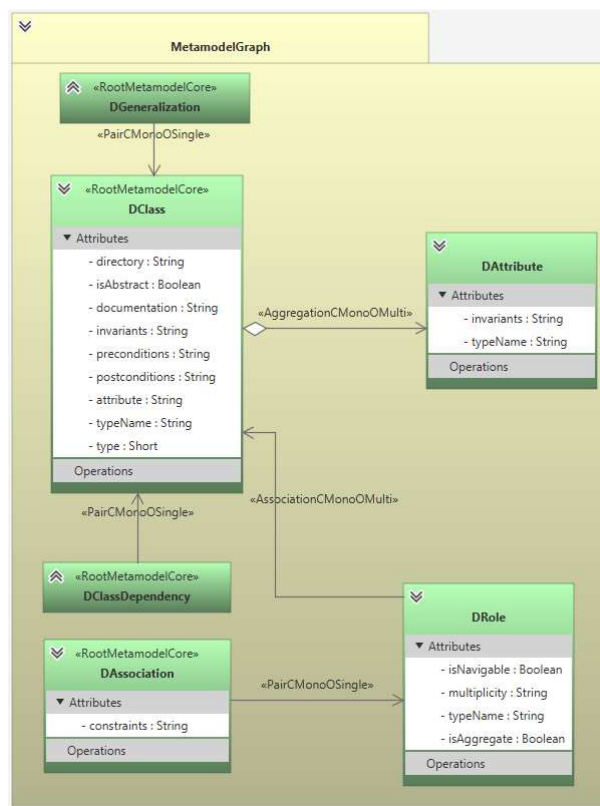 MetamodelGraph
«RootMetamodelCore»
DGeneralization
«PairCMonoOSingle»
«RootMetamodelCore»
DClass
Attributes
- directory : String
- isAbstract : Boolean
- documentation : String
- invariants : String
- preconditions : String
- postconditions : String
- attribute : String
- typeName : String
- type : Short
Operations
«AggregationCMonoOMulti»
DAttribute
Attributes
- invariants : String
- typeName : String
Operations
«AssociationCMonoOMulti»
«PairCMonoOSingle»
«RootMetamodelCore»
DClassDependency
DRole
Attributes
- isNavigable : Boolean
- multiplicity : String
- typeName : String
- isAggregate : Boolean
Operations
«RootMetamodelCore»
DAssociation
Attributes
- constraints : String
Operations
«PairCMonoOSingle»